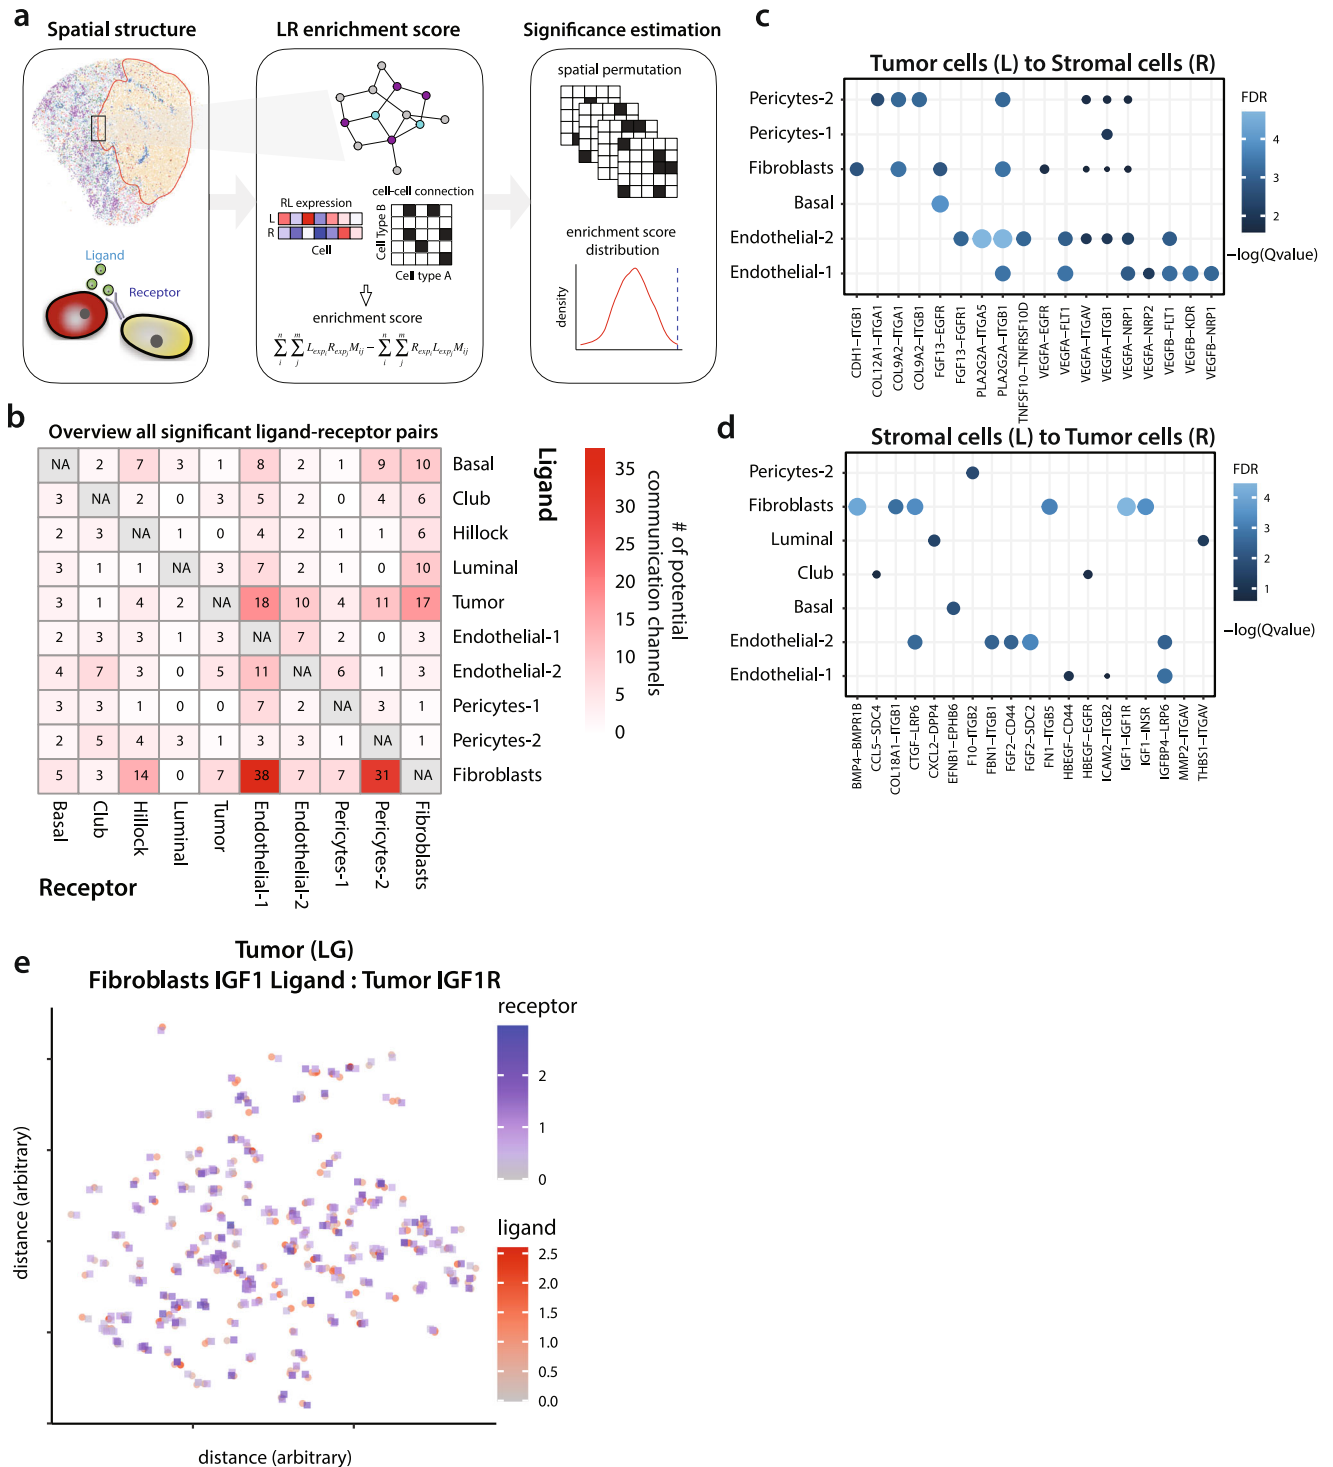 a
Spatial structure
LR enrichment score
Significance estimation
Ligand
Receptor
RL expression
L
R
Cell
cell-cell connection
Cell Type B
Cell type A
enrichment score
∑ⁿᵢ ∑ᵐⱼ L_expᵢ R_expⱼ M_ij − ∑ⁿᵢ ∑ᵐⱼ R_expᵢ L_expⱼ M_ij
spatial permutation
enrichment score
distribution
density
b
Overview all significant ligand-receptor pairs
NA 2 7 3 1 8 2 1 9 10 Basal
3 NA 2 0 3 5 2 0 4 6 Club
2 3 NA 1 0 4 2 1 1 6 Hillock
3 1 1 NA 3 7 2 1 0 10 Luminal
3 1 4 2 NA 18 10 4 11 17 Tumor
2 3 3 1 3 NA 7 2 0 3 Endothelial-1
4 7 3 0 5 11 NA 6 1 3 Endothelial-2
3 3 1 0 0 7 2 NA 3 1 Pericytes-1
2 5 4 3 1 3 3 1 NA 1 Pericytes-2
5 3 14 0 7 38 7 7 31 NA Fibroblasts
Basal
Club
Hillock
Luminal
Tumor
Endothelial-1
Endothelial-2
Pericytes-1
Pericytes-2
Fibroblasts
Receptor
Ligand
# of potential
communication channels
35
30
25
20
15
10
5
0
c
Tumor cells (L) to Stromal cells (R)
Pericytes-2
Pericytes-1
Fibroblasts
Basal
Endothelial-2
Endothelial-1
CDH1−ITGB1
COL12A1−ITGA1
COL9A2−ITGA1
COL9A2−ITGB1
FGF13−EGFR
FGF13−FGFR1
PLA2G2A−ITGA5
PLA2G2A−ITGB1
TNFSF10−TNFRSF10D
VEGFA−EGFR
VEGFA−FLT1
VEGFA−ITGAV
VEGFA−ITGB1
VEGFA−NRP1
VEGFA−NRP2
VEGFB−FLT1
VEGFB−KDR
VEGFB−NRP1
FDR
4
3
2
−log(Qvalue)
d
Stromal cells (L) to Tumor cells (R)
Pericytes-2
Fibroblasts
Luminal
Club
Basal
Endothelial-2
Endothelial-1
BMP4−BMPR1B
CCL5−SDC4
COL18A1−ITGB1
CTGF−LRP6
CXCL2−DPP4
EFNB1−EPHB6
F10−ITGB2
FBN1−ITGB1
FGF2−CD44
FGF2−SDC2
FN1−ITGB5
HBEGF−CD44
HBEGF−EGFR
ICAM2−ITGB2
IGF1−IGF1R
IGF1−INSR
IGFBP4−LRP6
MMP2−ITGAV
THBS1−ITGAV
FDR
4
3
2
1
−log(Qvalue)
e
Tumor (LG)
Fibroblasts IGF1 Ligand : Tumor IGF1R
distance (arbitrary)
distance (arbitrary)
receptor
2
1
0
ligand
2.5
2.0
1.5
1.0
0.5
0.0